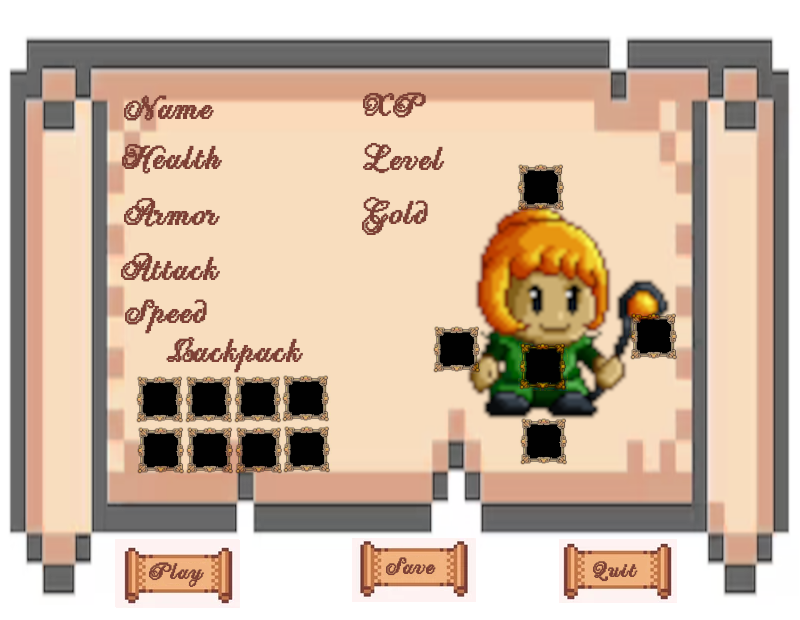 Name
XP
Health
Level
Armor
Gold
Attack
Speed
Backpack
Play
Save
Quit